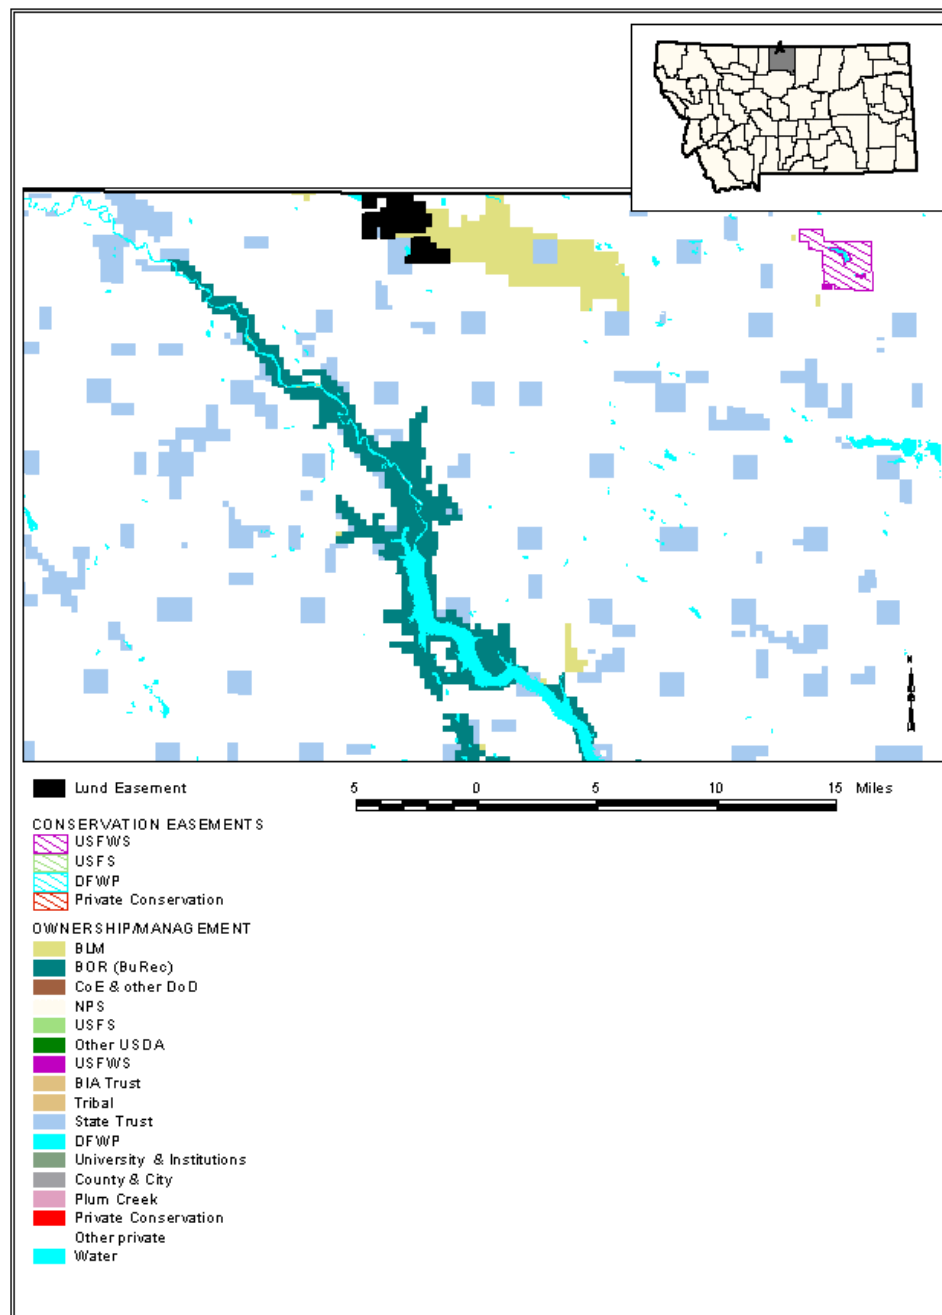 5 0 5 10 15 Miles
Lund Easement
CONSERVATION EASEMENTS
USFWS
USFS
DFWP
Private Conservation
OWNERSHIP/MANAGEMENT
BLM
BOR (BuRec)
CoE & other DoD
NPS
USFS
Other USDA
USFWS
BIA Trust
Tribal
State Trust
DFWP
University & Institutions
County & City
Plum Creek
Private Conservation
Other private
Water